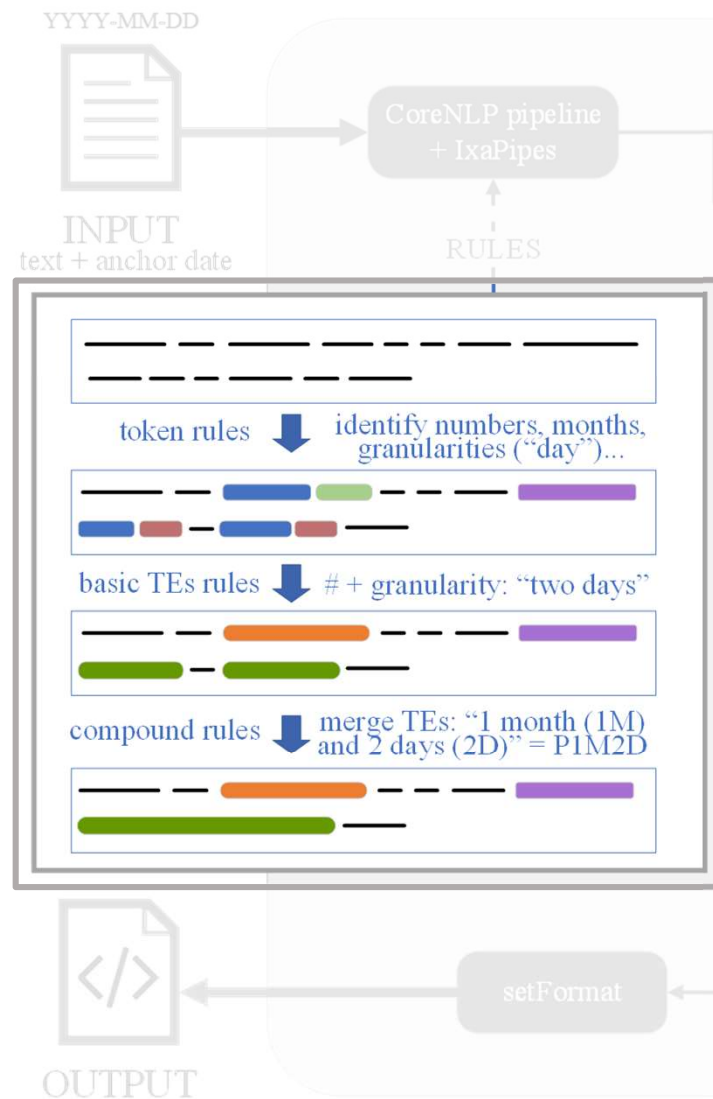 YYYY-MM-DD
CoreNLP pipeline
+ IxaPipes
INPUT
text + anchor date
RULES
token rules
identify numbers, months,
granularities (“day”)...
basic TEs rules
# + granularity: “two days”
compound rules
merge TEs: “1 month (1M)
and 2 days (2D)” = P1M2D
</>
setFormat
OUTPUT